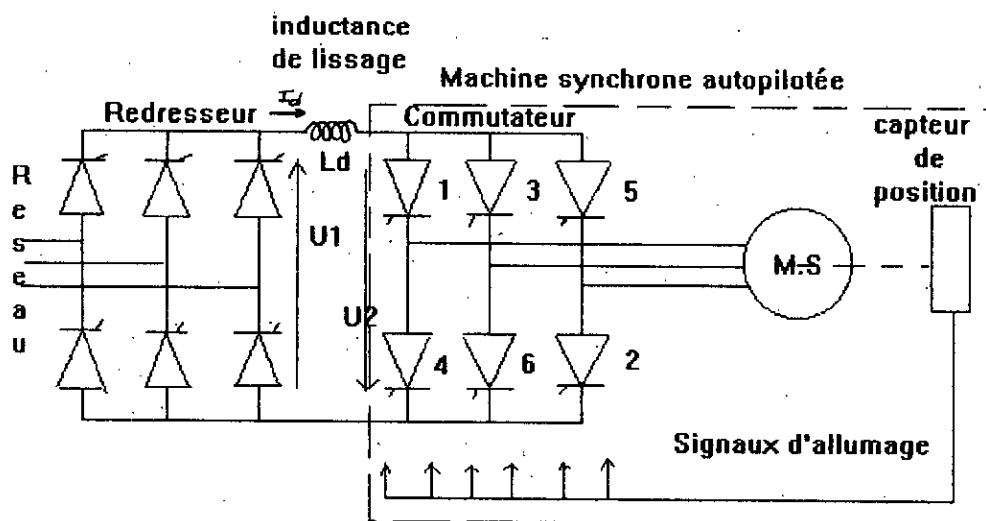 inductance
de lissage
Machine synchrone autopilotée
Redresseur
Id
Commutateur
capteur
de
position
Reseau
Ld
1
3
5
U1
M.S
U2
4
6
2
Signaux d'allumage